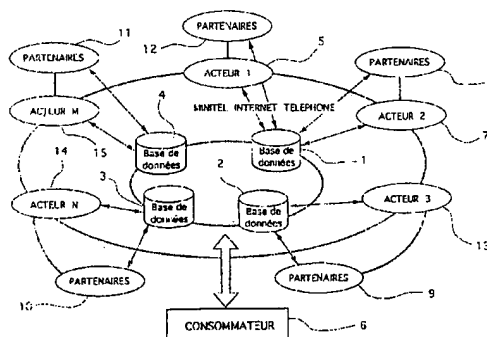 11
12
PARTENAIRES
5
PARTENAIRES
PARTENAIRES
ACTEUR 1
ACTEUR M
4
MINITEL INTERNET TELEPHONE
ACTEUR 2
7
14
15
Base de
données
Base de
données
1
3
2
ACTEUR N
Base de
données
Base de
données
ACTEUR 3
13
PARTENAIRES
PARTENAIRES
10
9
CONSOMMATEUR
6